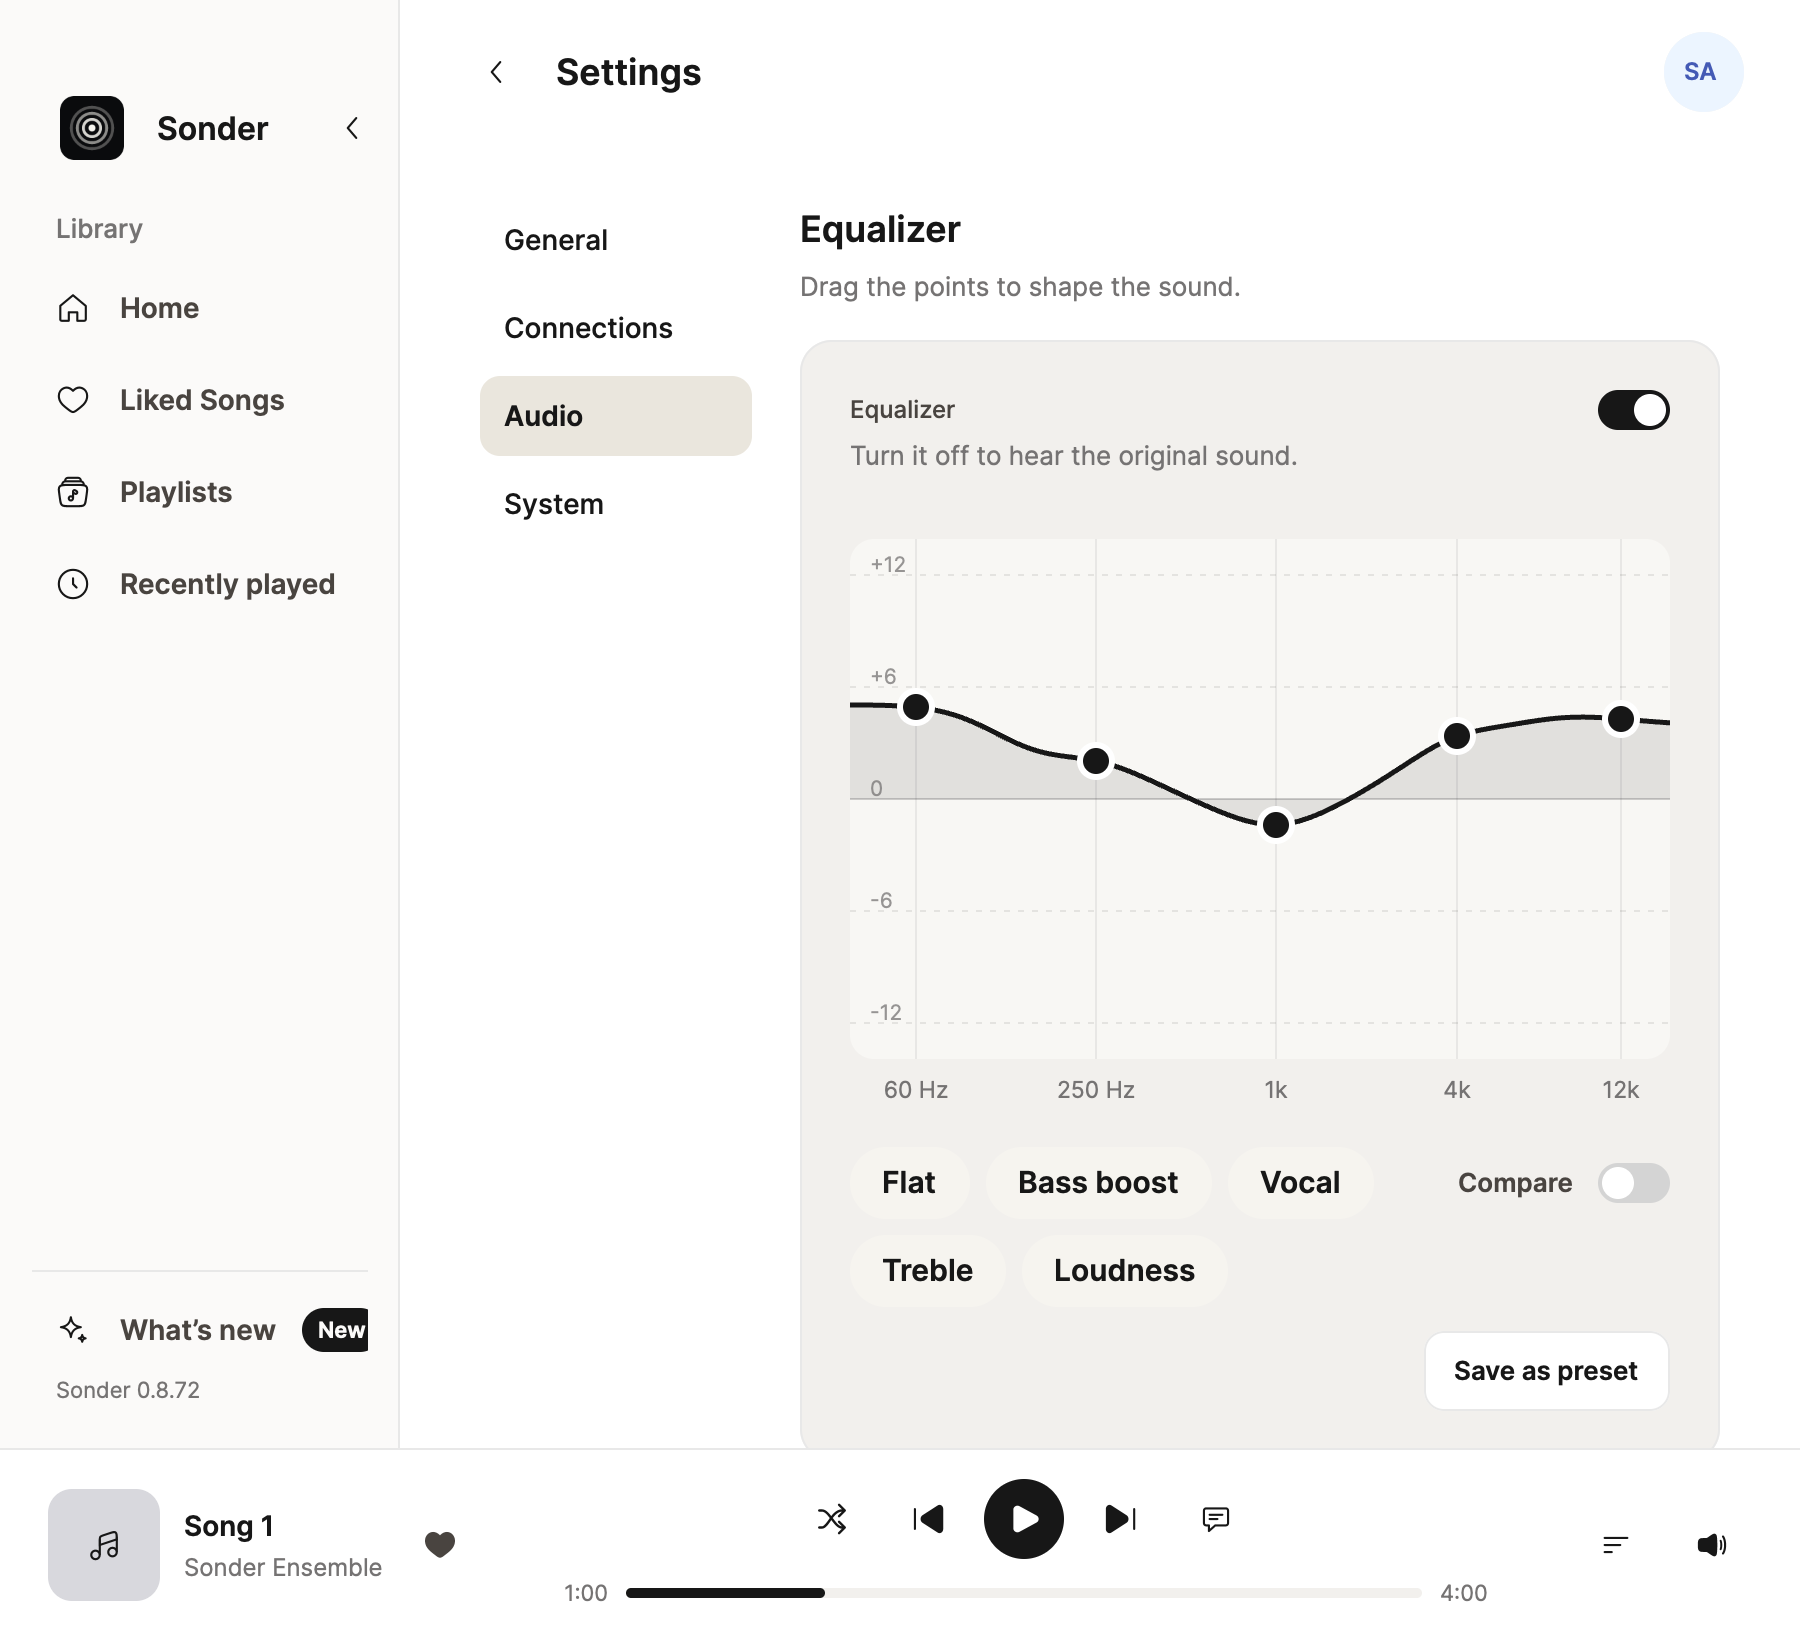 Sonder
Library
Home
Liked Songs
Playlists
Recently played
What’s new New
Sonder 0.8.72
Settings
SA
General
Connections
Audio
System
Equalizer
Drag the points to shape the sound.
Equalizer
Turn it off to hear the original sound.
+12
+6
0
-6
-12
60 Hz 250 Hz 1k 4k 12k
Flat Bass boost Vocal Compare
Treble Loudness
Save as preset
Song 1
Sonder Ensemble
1:00 4:00